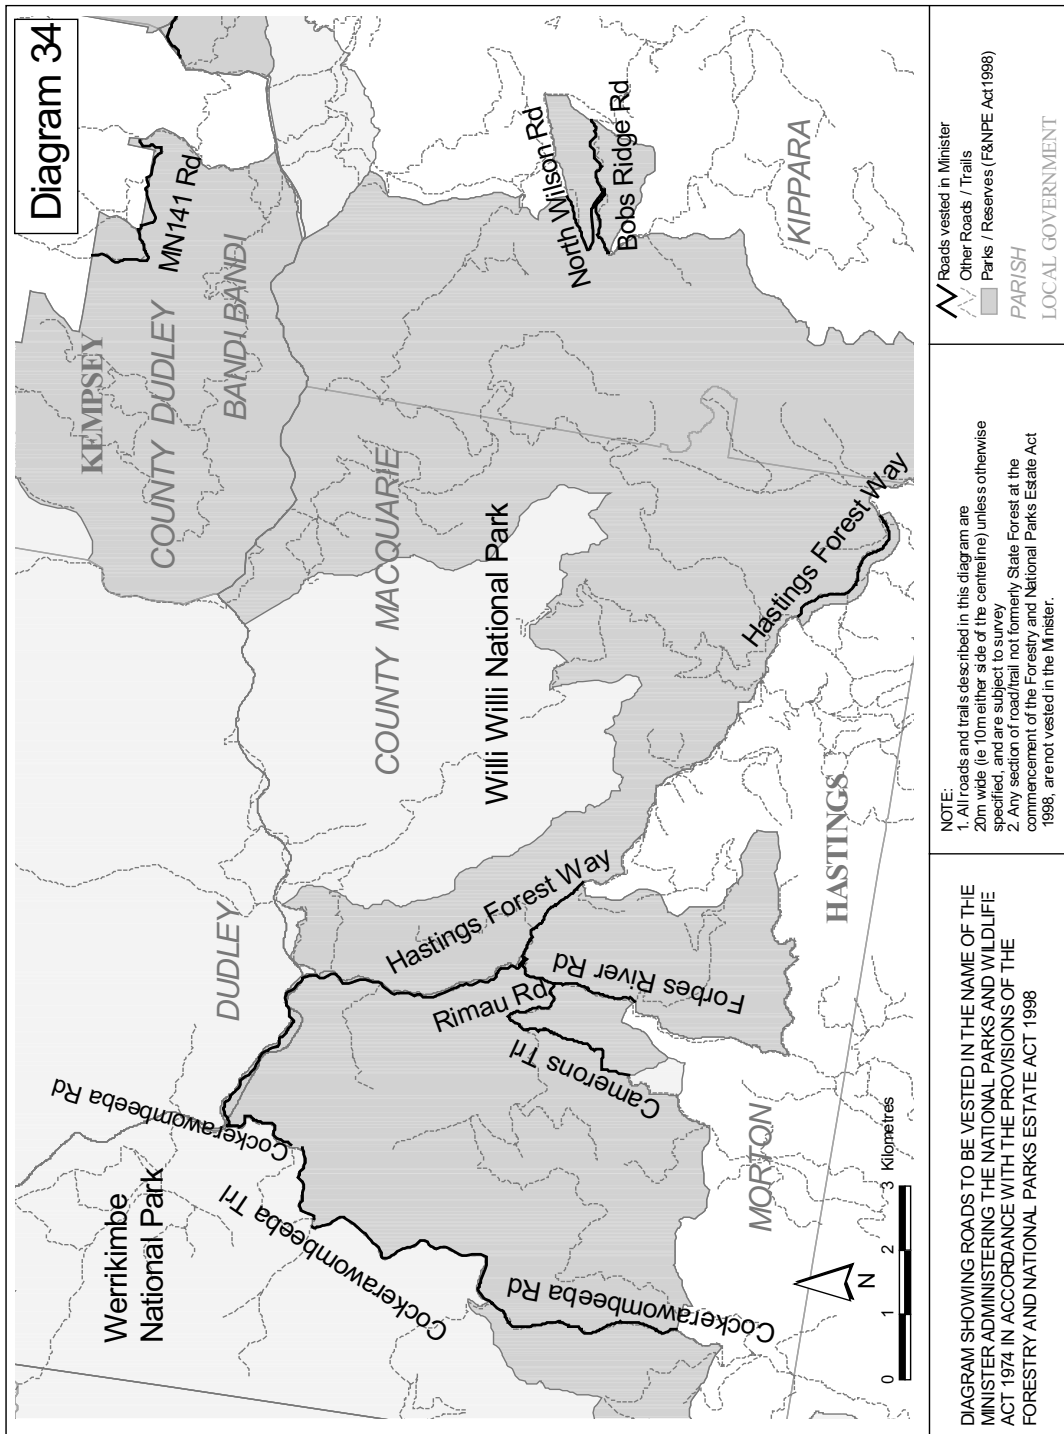 Diagram 34
KEMPSEY
MN141 Rd
COUNTY DUDLEY
BANDI BANDI
DUDLEY
COUNTY MACQUARIE
Willi Willi National Park
Werrikimbe
National Park
Cockerawombeeba Rd
Cockerawombeeba Trl
Cockerawombeeba Rd
Hastings Forest Way
Rimau Rd
Forbes River Rd
Camerons Trl
North Wilson Rd
Bobs Ridge Rd
KIPPARA
Hastings Forest Way
HASTINGS
MORTON
N
0 1 2 3 Kilometres
DIAGRAM SHOWING ROADS TO BE VESTED IN THE NAME OF THE
MINISTER ADMINISTERING THE NATIONAL PARKS AND WILDLIFE
ACT 1974 IN ACCORDANCE WITH THE PROVISIONS OF THE
FORESTRY AND NATIONAL PARKS ESTATE ACT 1998
NOTE:
1. All roads and trails described in this diagram are
20m wide (ie 10m either side of the centreline) unless otherwise
specified, and are subject to survey
2. Any section of road/trail not formerly State Forest at the
commencement of the Forestry and National Parks Estate Act
1998, are not vested in the Minister.
Roads vested in Minister
Other Roads / Trails
Parks / Reserves (F&NPE Act 1998)
PARISH
LOCAL GOVERNMENT